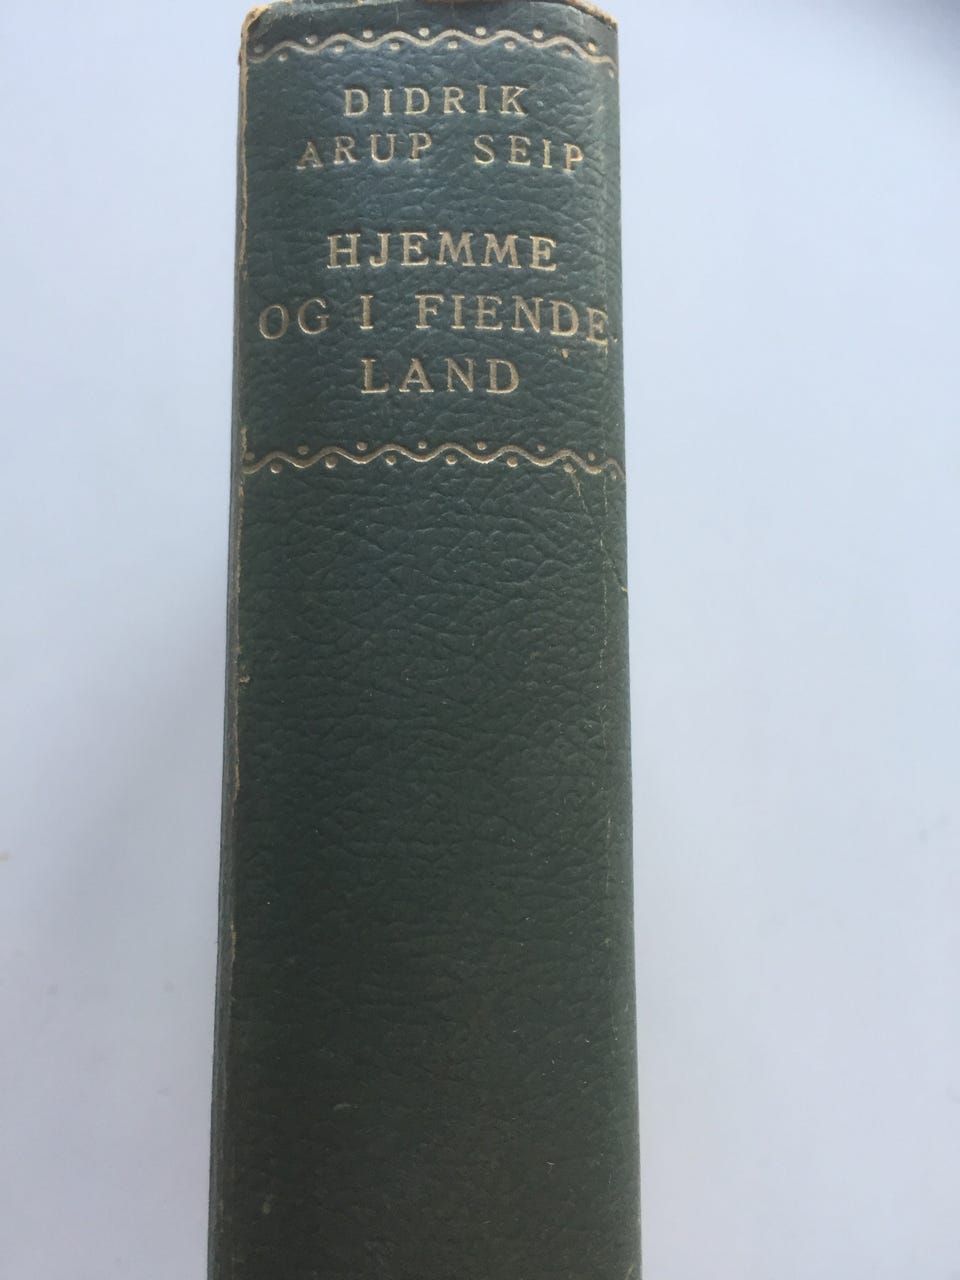 DIDRIK
ARUP SEIP
HJEMME
OG I FIENDE-
LAND